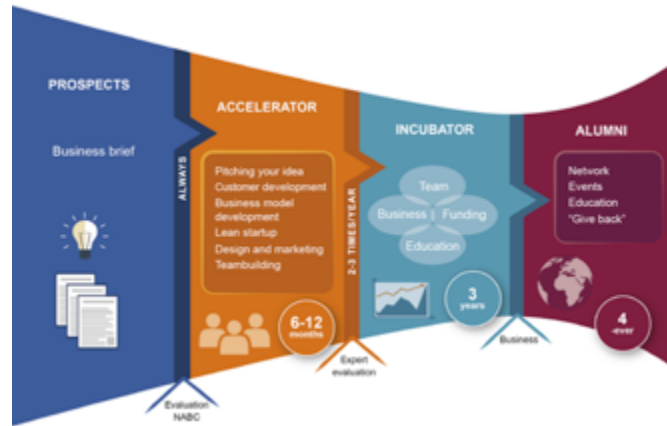 PROSPECTS
Business brief
ALWAYS
ACCELERATOR
Pitching your idea
Customer development
Business model
development
Lean startup
Design and marketing
Teambuilding
6-12
months
2-3 TIMES/YEAR
INCUBATOR
Team
Business
Funding
Education
3
years
ALUMNI
Network
Events
Education
"Give back"
4
-ever
Evaluation
NABC
Expert
evaluation
Business